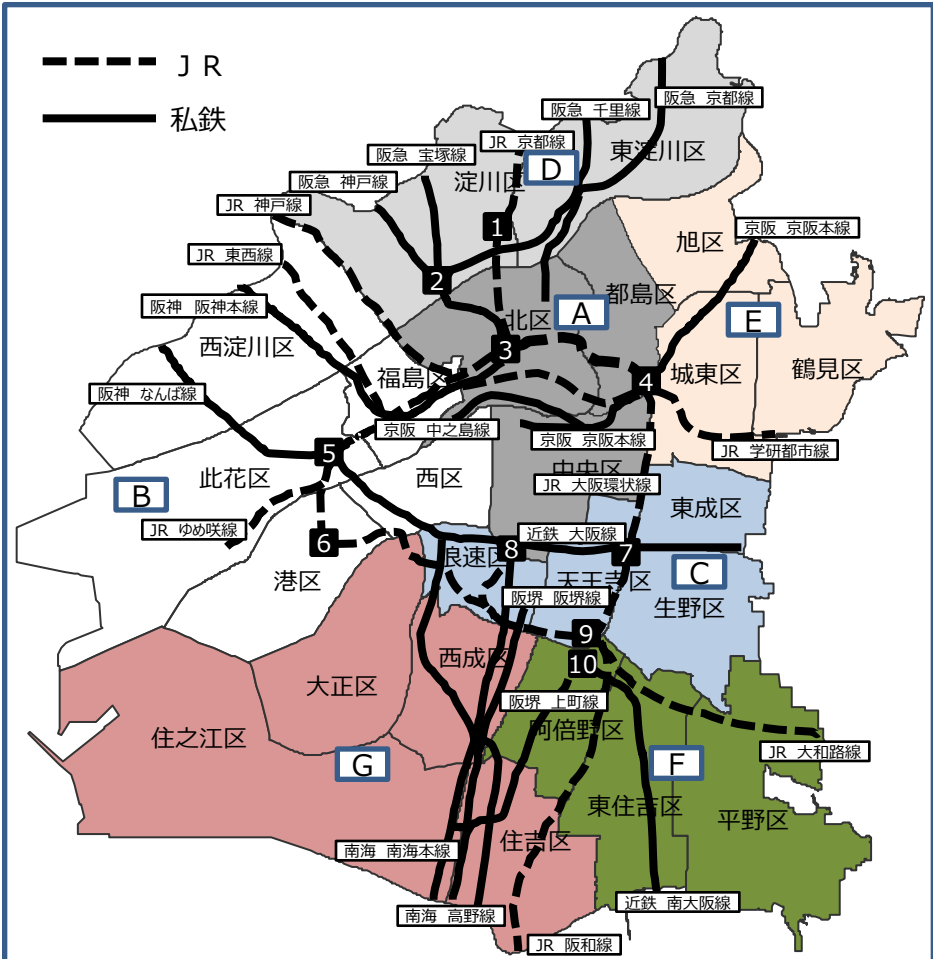 ＪＲ
私鉄
阪急 京都線
阪急 千里線
JR 京都線
東淀川区
阪急 宝塚線
D
淀川区
阪急 神戸線
JR 神戸線
1
京阪 京阪本線
旭区
JR 東西線
2
都島区
阪神 阪神本線
A
北区
E
西淀川区
3
福島区
4
城東区
鶴見区
阪神 なんば線
京阪 中之島線
京阪 京阪本線
JR 学研都市線
5
中央区
此花区
西区
JR 大阪環状線
B
東成区
JR ゆめ咲線
近鉄 大阪線
6
浪速区
8
7
天王寺区
C
港区
阪堺 阪堺線
生野区
9
西成区
10
大正区
阪堺 上町線
阿倍野区
住之江区
JR 大和路線
G
F
東住吉区
平野区
住吉区
南海 南海本線
近鉄 南大阪線
南海 高野線
JR 阪和線